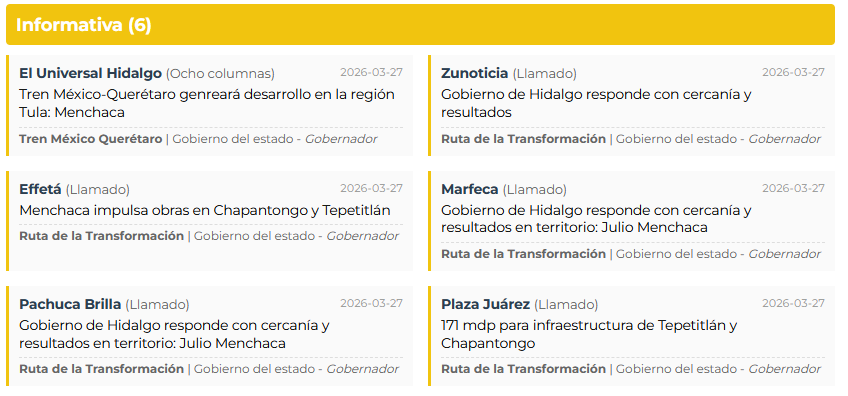 Informativa (6)
El Universal Hidalgo (Ocho columnas) 2026-03-27
Tren México-Querétaro genreará desarrollo en la región
Tula: Menchaca
Tren México Querétaro | Gobierno del estado - Gobernador
Zunoticia (Llamado) 2026-03-27
Gobierno de Hidalgo responde con cercanía y
resultados
Ruta de la Transformación | Gobierno del estado - Gobernador
Effetá (Llamado) 2026-03-27
Menchaca impulsa obras en Chapantongo y Tepetitlán
Ruta de la Transformación | Gobierno del estado - Gobernador
Marfeca (Llamado) 2026-03-27
Gobierno de Hidalgo responde con cercanía y
resultados en territorio: Julio Menchaca
Ruta de la Transformación | Gobierno del estado - Gobernador
Pachuca Brilla (Llamado) 2026-03-27
Gobierno de Hidalgo responde con cercanía y
resultados en territorio: Julio Menchaca
Ruta de la Transformación | Gobierno del estado - Gobernador
Plaza Juárez (Llamado) 2026-03-27
171 mdp para infraestructura de Tepetitlán y
Chapantongo
Ruta de la Transformación | Gobierno del estado - Gobernador